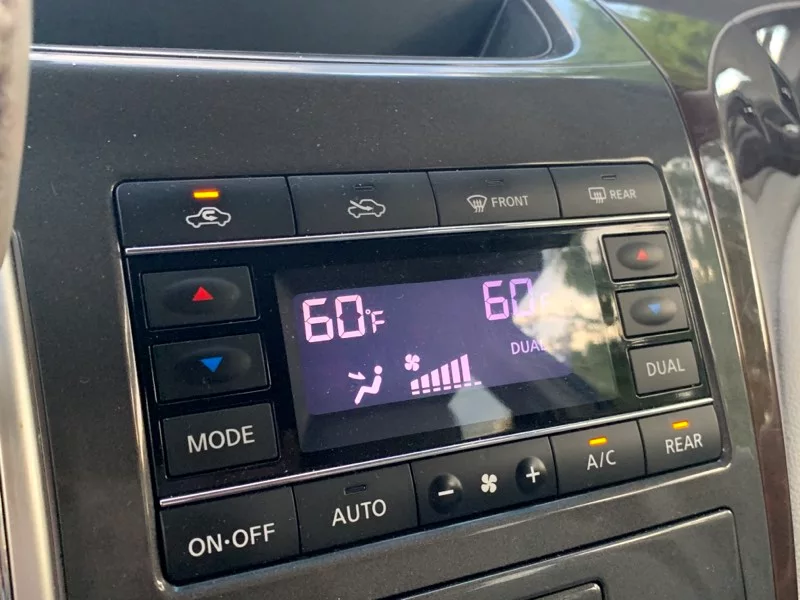 FRONT
REAR
60°F 60
DUAL
DUAL
MODE
A/C
REAR
ON•OFF
AUTO
- +